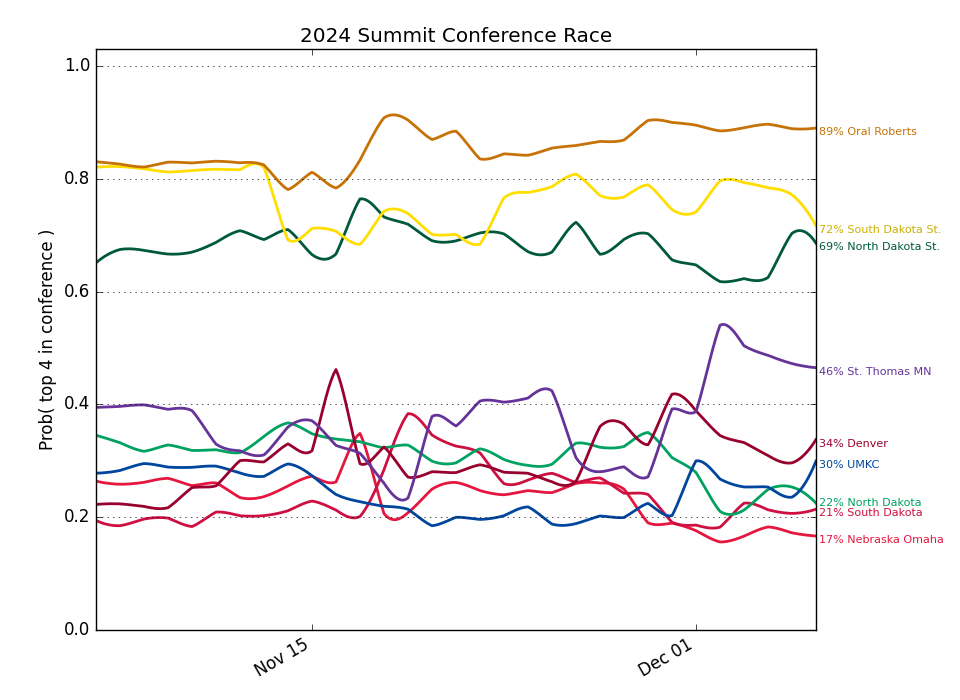 2024 Summit Conference Race
1.0
0.8
0.6
0.4
0.2
0.0
Prob( top 4 in conference )
Nov 15
Dec 01
89% Oral Roberts
72% South Dakota St.
69% North Dakota St.
46% St. Thomas MN
34% Denver
30% UMKC
22% North Dakota
21% South Dakota
17% Nebraska Omaha